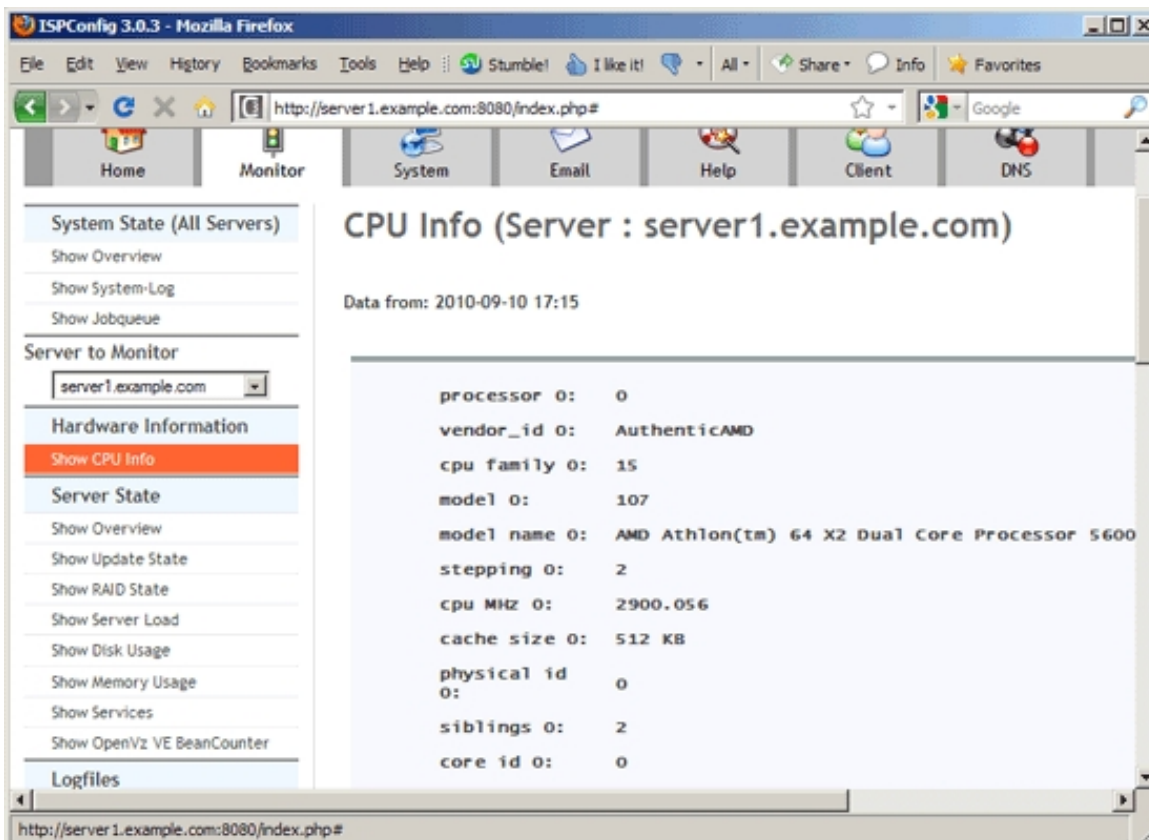 ISPConfig 3.0.3 - Mozilla Firefox
File Edit View History Bookmarks Tools Help Stumble! I like it! All Share Info Favorites
http://server1.example.com:8080/index.php# Google
Home Monitor System Email Help Client DNS
System State (All Servers)
Show Overview
Show System-Log
Show Jobqueue
Server to Monitor
server1.example.com
Hardware Information
Show CPU Info
Server State
Show Overview
Show Update State
Show RAID State
Show Server Load
Show Disk Usage
Show Memory Usage
Show Services
Show OpenVz VE BeanCounter
Logfiles
CPU Info (Server : server1.example.com)
Data from: 2010-09-10 17:15
processor 0: 0
vendor_id 0: AuthenticAMD
cpu family 0: 15
model 0: 107
model name 0: AMD Athlon(tm) 64 X2 Dual Core Processor 5600
stepping 0: 2
cpu MHz 0: 2900.056
cache size 0: 512 KB
physical id
0: 0
siblings 0: 2
core id 0: 0
http://server1.example.com:8080/index.php#